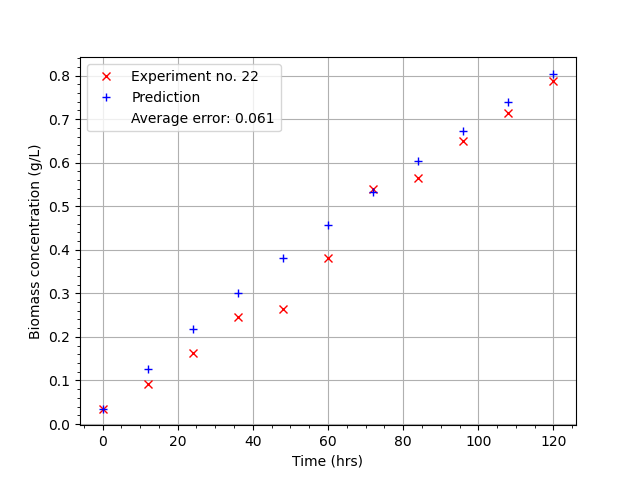 Experiment no. 22
Prediction
Average error: 0.061
Biomass concentration (g/L)
0.8
0.7
0.6
0.5
0.4
0.3
0.2
0.1
0.0
0 20 40 60 80 100 120
Time (hrs)